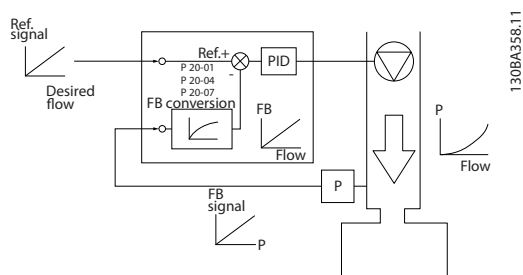 Ref.
signal
Desired
flow
Ref.+
-
PID
P 20-01
P 20-04
P 20-07
FB conversion
FB
Flow
P
FB
signal
P
P
Flow
130BA358.11